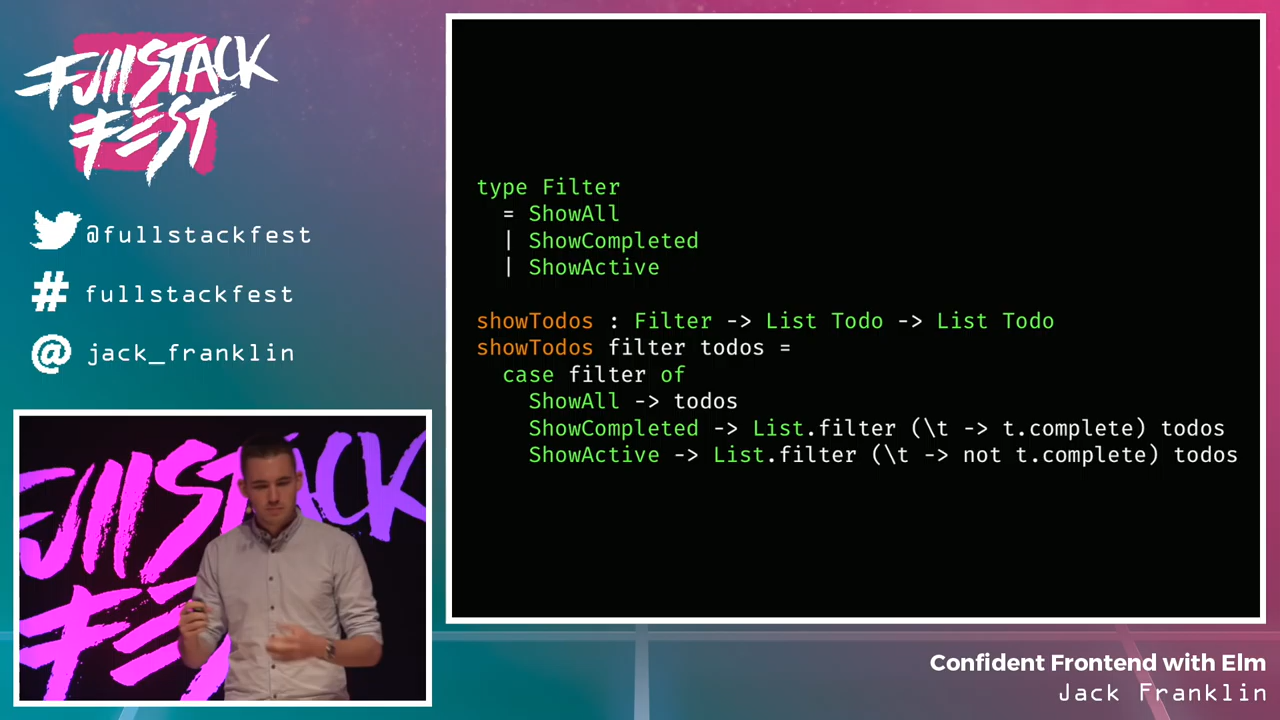 FullSTACK
FEST
@fullstackfest
# fullstackfest
@ jack_franklin
type Filter
  = ShowAll
  | ShowCompleted
  | ShowActive
showTodos : Filter -> List Todo -> List Todo
showTodos filter todos =
  case filter of
    ShowAll -> todos
    ShowCompleted -> List.filter (\t -> t.complete) todos
    ShowActive -> List.filter (\t -> not t.complete) todos
FullSTACK
FE
Confident Frontend with Elm
Jack Franklin